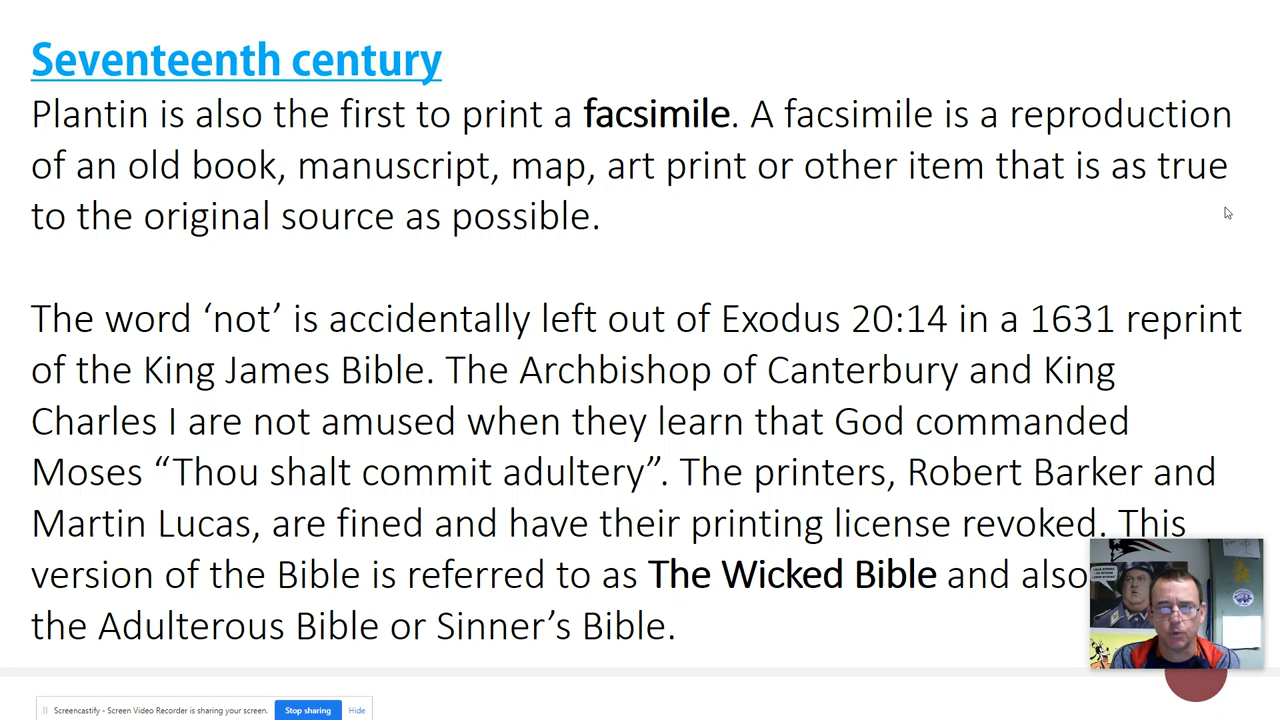 Seventeenth century
Plantin is also the first to print a facsimile. A facsimile is a reproduction
of an old book, manuscript, map, art print or other item that is as true
to the original source as possible.
The word ‘not’ is accidentally left out of Exodus 20:14 in a 1631 reprint
of the King James Bible. The Archbishop of Canterbury and King
Charles I are not amused when they learn that God commanded
Moses “Thou shalt commit adultery”. The printers, Robert Barker and
Martin Lucas, are fined and have their printing license revoked. This
version of the Bible is referred to as The Wicked Bible and also
the Adulterous Bible or Sinner’s Bible.
Screencastify - Screen Video Recorder is sharing your screen. Stop sharing Hide